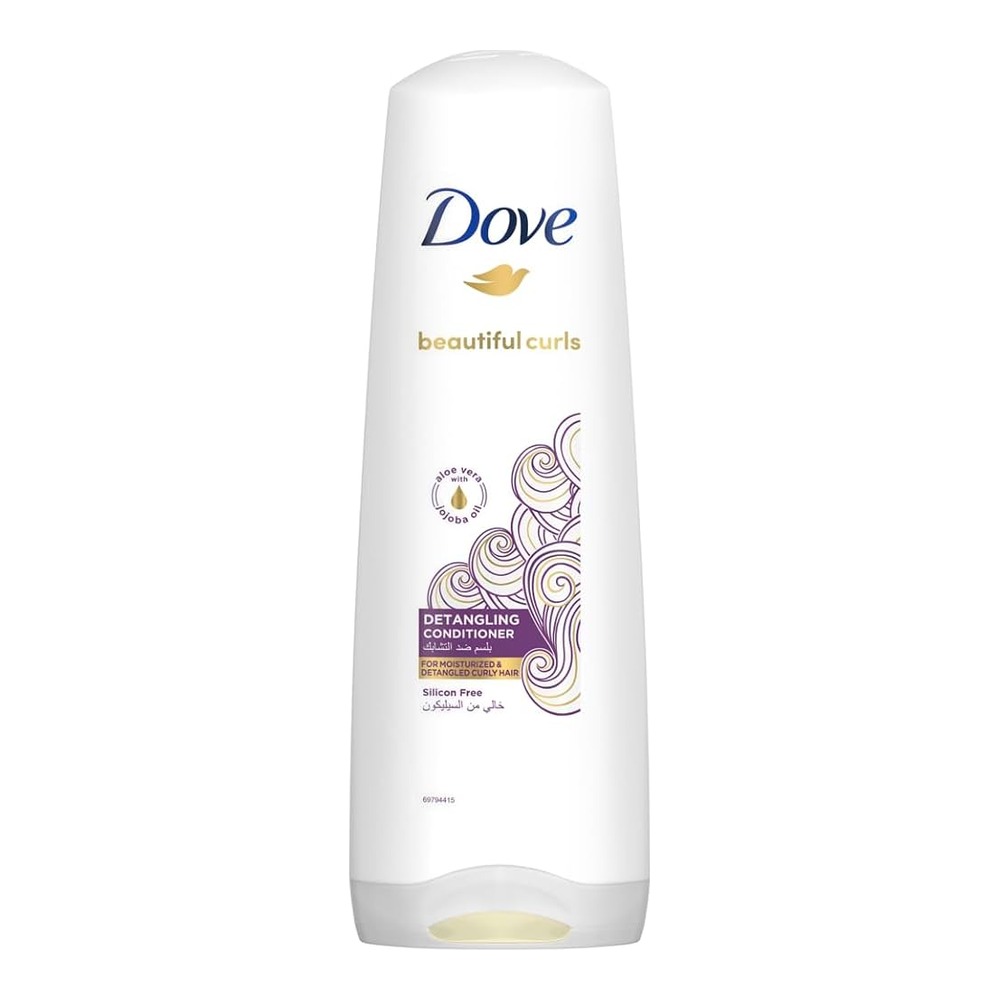 Dove
beautiful curls
aloe vera
with
jojoba oil
DETANGLING
CONDITIONER
بلسم ضد التشابك
FOR MOISTURIZED &
DETANGLED CURLY HAIR
Silicon Free
خالي من السيليكون
69794415